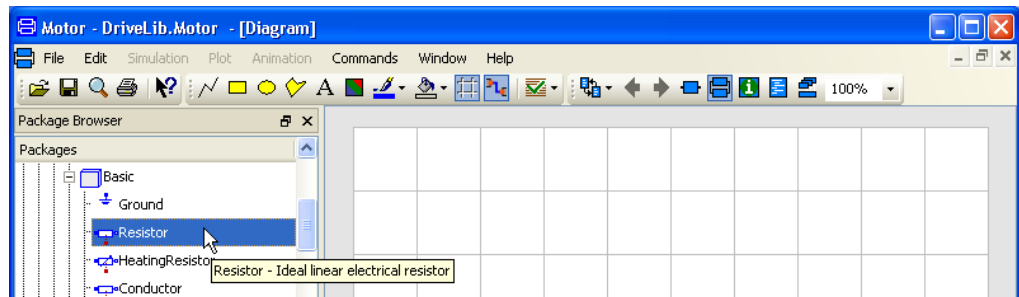 Motor - DriveLib.Motor - [Diagram]
File Edit Simulation Plot Animation Commands Window Help
A 100%
Package Browser
Packages
Basic
Ground
Resistor
HeatingResistor
Resistor - Ideal linear electrical resistor
Conductor